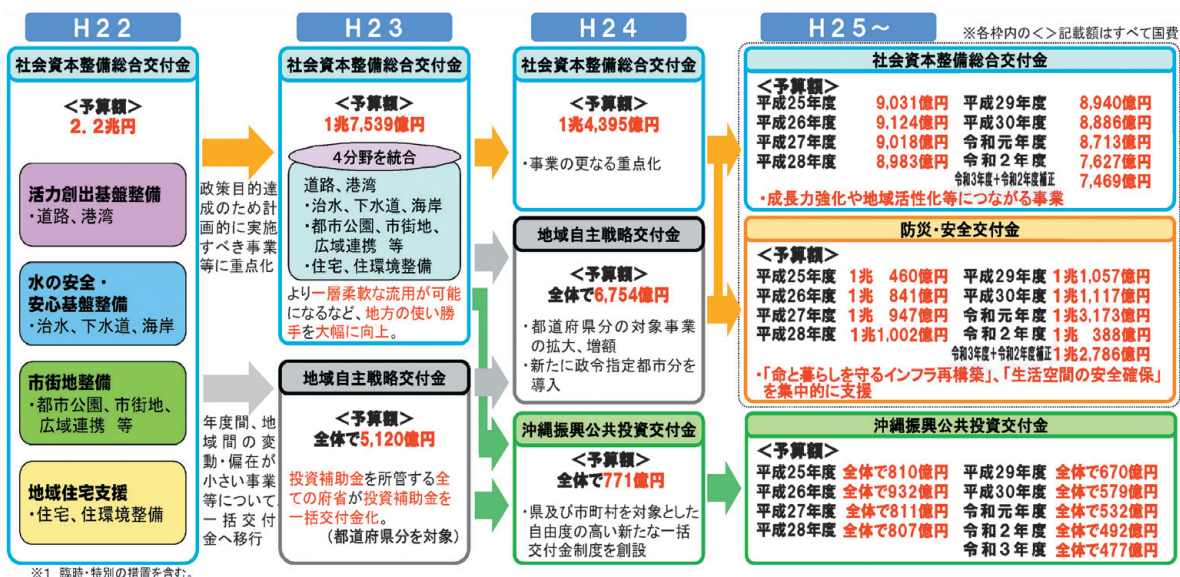 H22
H23
H24
H25～
※各枠内の＜＞記載額はすべて国費
社会資本整備総合交付金
＜予算額＞
2.2兆円
活力創出基盤整備
・道路、港湾
水の安全・
安心基盤整備
・治水、下水道、海岸
市街地整備
・都市公園、市街地、
広域連携 等
地域住宅支援
・住宅、住環境整備
政策目的達
成のため計
画的に実施
すべき事業
等に重点化
年度間、地
域間の変
動・偏在が
小さい事業
等について
一括交付
金へ移行
社会資本整備総合交付金
＜予算額＞
1兆7,539億円
4分野を統合
道路、港湾
・治水、下水道、海岸
・都市公園、市街地、
広域連携 等
・住宅、住環境整備
より一層柔軟な流用が可能
になるなど、地方の使い勝
手を大幅に向上。
地域自主戦略交付金
＜予算額＞
全体で5,120億円
投資補助金を所管する全
ての府省が投資補助金を
一括交付金化。
（都道府県分を対象）
社会資本整備総合交付金
＜予算額＞
1兆4,395億円
・事業の更なる重点化
地域自主戦略交付金
＜予算額＞
全体で6,754億円
・都道府県分の対象事業
の拡大、増額
・新たに政令指定都市分を
導入
沖縄振興公共投資交付金
＜予算額＞
全体で771億円
・県及び市町村を対象とした
自由度の高い新たな一括
交付金制度を創設
社会資本整備総合交付金
＜予算額＞
平成25年度 9,031億円 平成29年度 8,940億円
平成26年度 9,124億円 平成30年度 8,886億円
平成27年度 9,018億円 令和元年度 8,713億円
平成28年度 8,983億円 令和2年度 7,627億円
令和3年度＋令和2年度補正 7,469億円
・成長力強化や地域活性化等につながる事業
防災・安全交付金
＜予算額＞
平成25年度 1兆 460億円 平成29年度 1兆1,057億円
平成26年度 1兆 841億円 平成30年度 1兆1,117億円
平成27年度 1兆 947億円 令和元年度 1兆3,173億円
平成28年度 1兆1,002億円 令和2年度 1兆 388億円
令和3年度＋令和2年度補正 1兆2,786億円
・「命と暮らしを守るインフラ再構築」、「生活空間の安全確保」
を集中的に支援
沖縄振興公共投資交付金
＜予算額＞
平成25年度 全体で810億円 平成29年度 全体で670億円
平成26年度 全体で932億円 平成30年度 全体で579億円
平成27年度 全体で811億円 令和元年度 全体で532億円
平成28年度 全体で807億円 令和2年度 全体で492億円
令和3年度 全体で477億円
※1 臨時・特別の措置を含む。